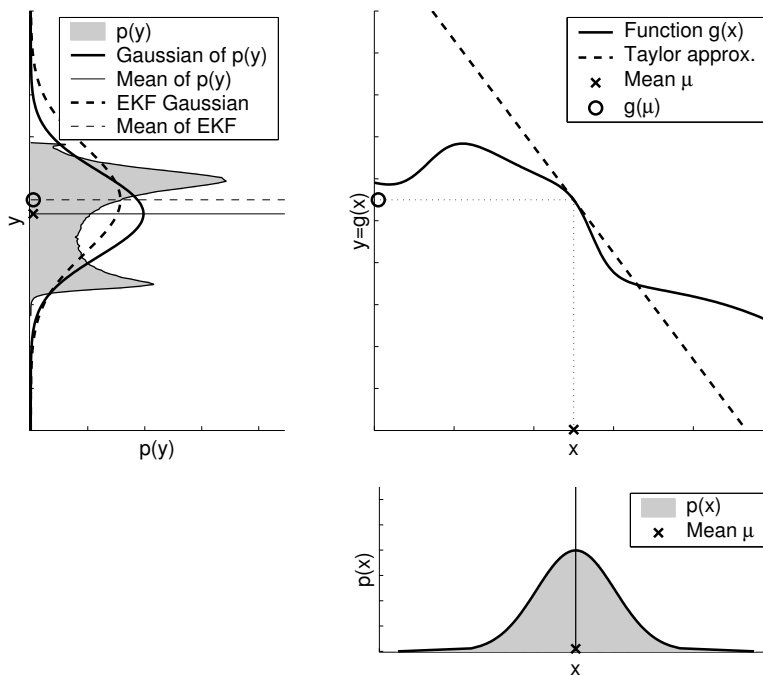 p(y)
Gaussian of p(y)
Mean of p(y)
EKF Gaussian
Mean of EKF
y
p(y)
Function g(x)
Taylor approx.
Mean μ
g(μ)
y=g(x)
x
p(x)
Mean μ
p(x)
x